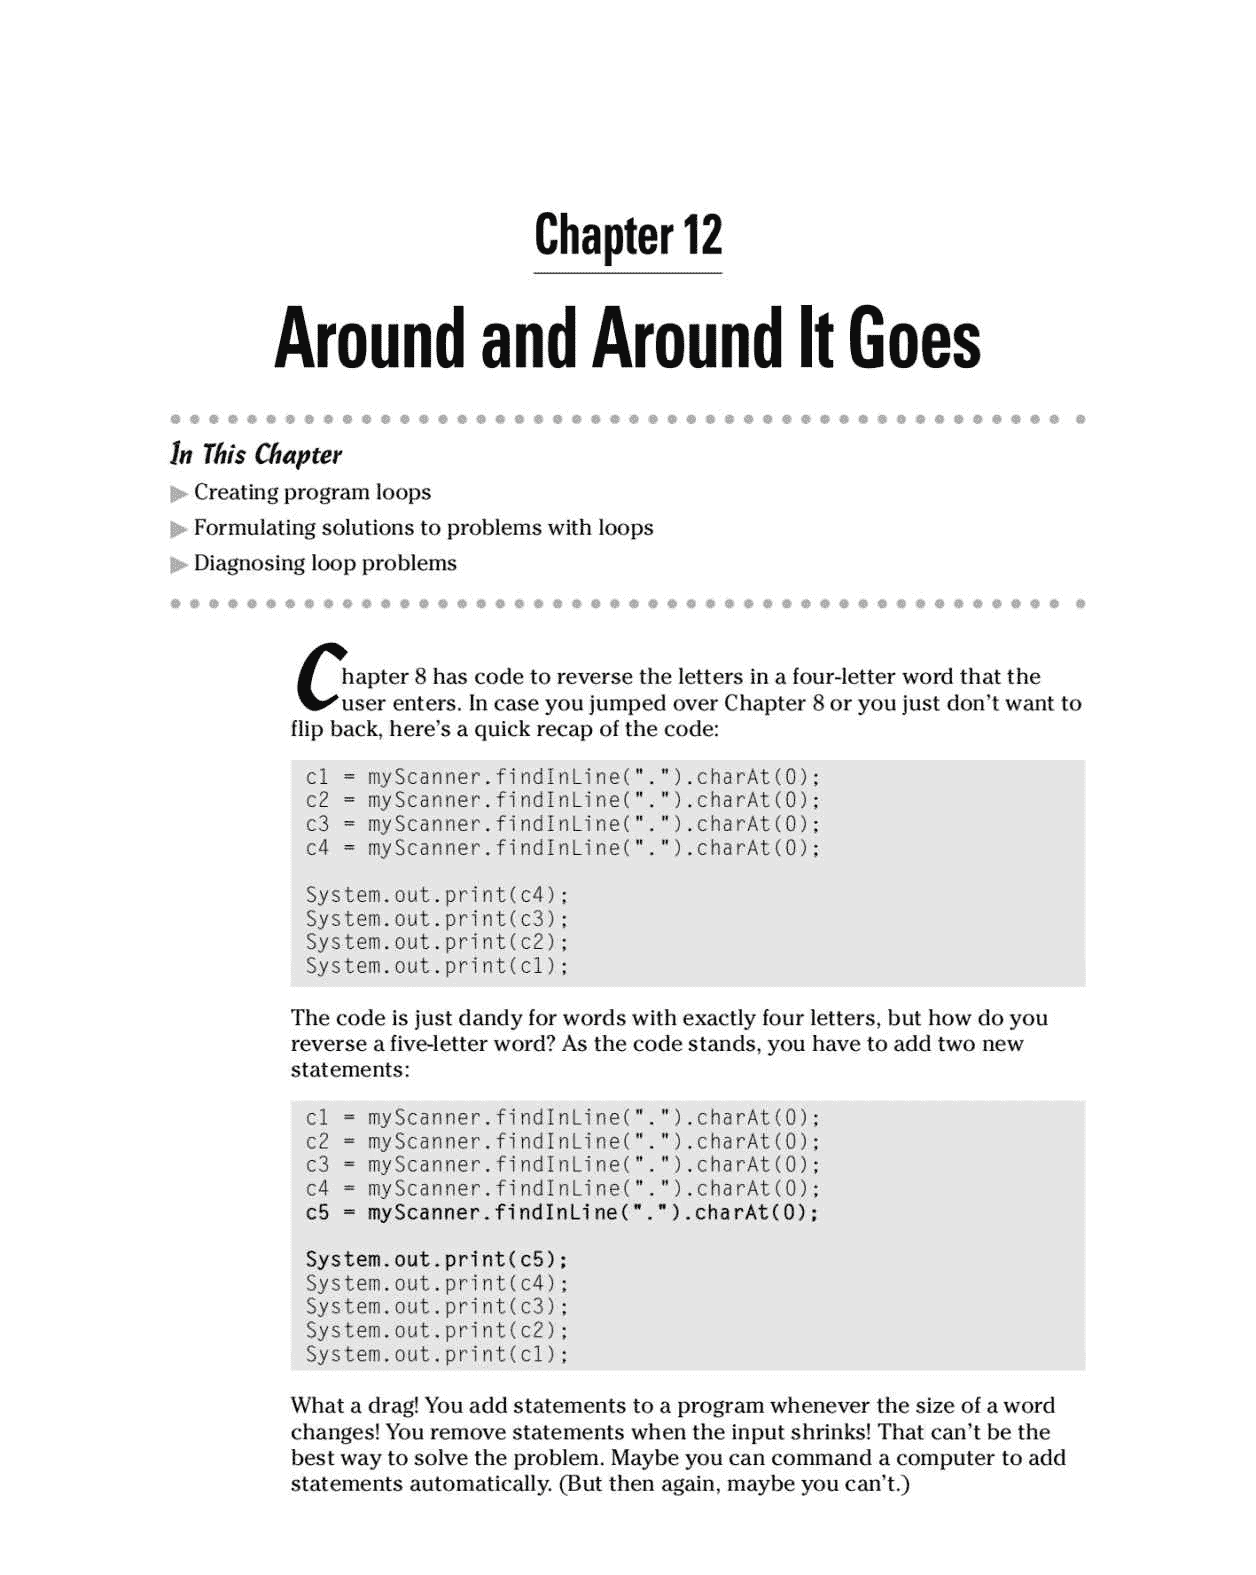 Chapter 12
Around and Around It Goes
In This Chapter
Creating program loops
Formulating solutions to problems with loops
Diagnosing loop problems
Chapter 8 has code to reverse the letters in a four-letter word that the
user enters. In case you jumped over Chapter 8 or you just don't want to
flip back, here's a quick recap of the code:
c1 = myScanner.findInLine(".").charAt(0);
c2 = myScanner.findInLine(".").charAt(0);
c3 = myScanner.findInLine(".").charAt(0);
c4 = myScanner.findInLine(".").charAt(0);
System.out.print(c4);
System.out.print(c3);
System.out.print(c2);
System.out.print(c1);
The code is just dandy for words with exactly four letters, but how do you
reverse a five-letter word? As the code stands, you have to add two new
statements:
c1 = myScanner.findInLine(".").charAt(0);
c2 = myScanner.findInLine(".").charAt(0);
c3 = myScanner.findInLine(".").charAt(0);
c4 = myScanner.findInLine(".").charAt(0);
c5 = myScanner.findInLine(".").charAt(0);
System.out.print(c5);
System.out.print(c4);
System.out.print(c3);
System.out.print(c2);
System.out.print(c1);
What a drag! You add statements to a program whenever the size of a word
changes! You remove statements when the input shrinks! That can't be the
best way to solve the problem. Maybe you can command a computer to add
statements automatically. (But then again, maybe you can't.)